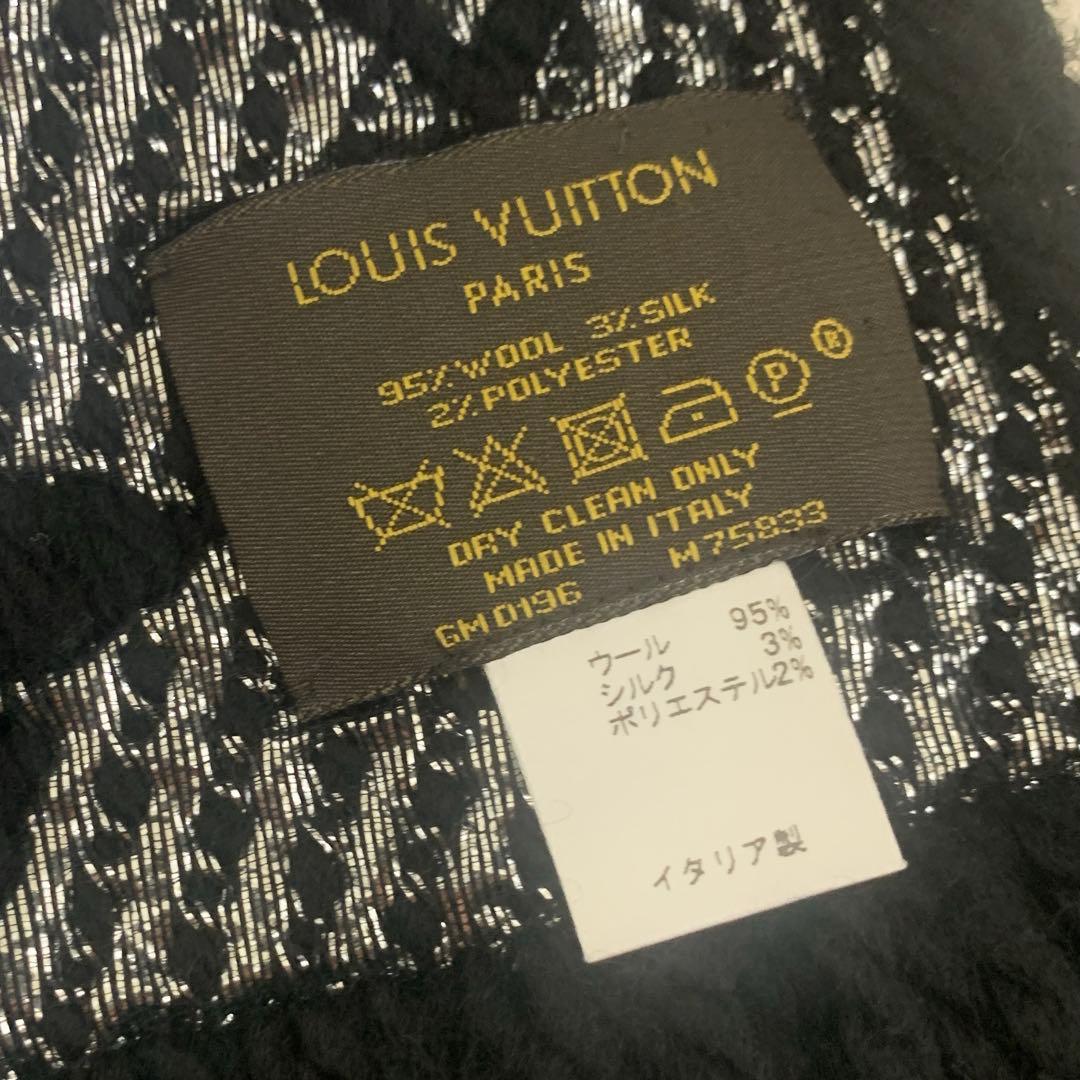 LOUIS VUITTON
PARIS
95% WOOL 3% SILK
2% POLYESTER
P R
DRY CLEAN ONLY
MADE IN ITALY
GM0196 M75833
ウール 95%
シルク 3%
ポリエステル2%
イタリア製